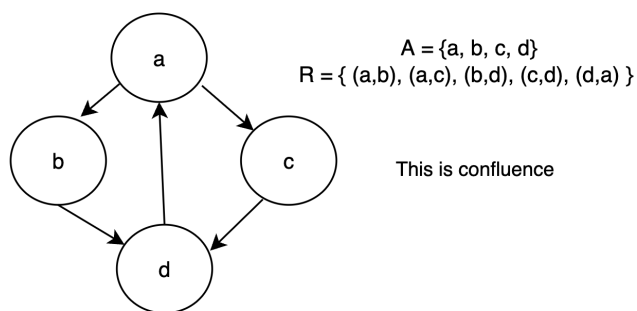 a
A = {a, b, c, d}
R = { (a,b), (a,c), (b,d), (c,d), (d,a) }
b
c
This is confluence
d